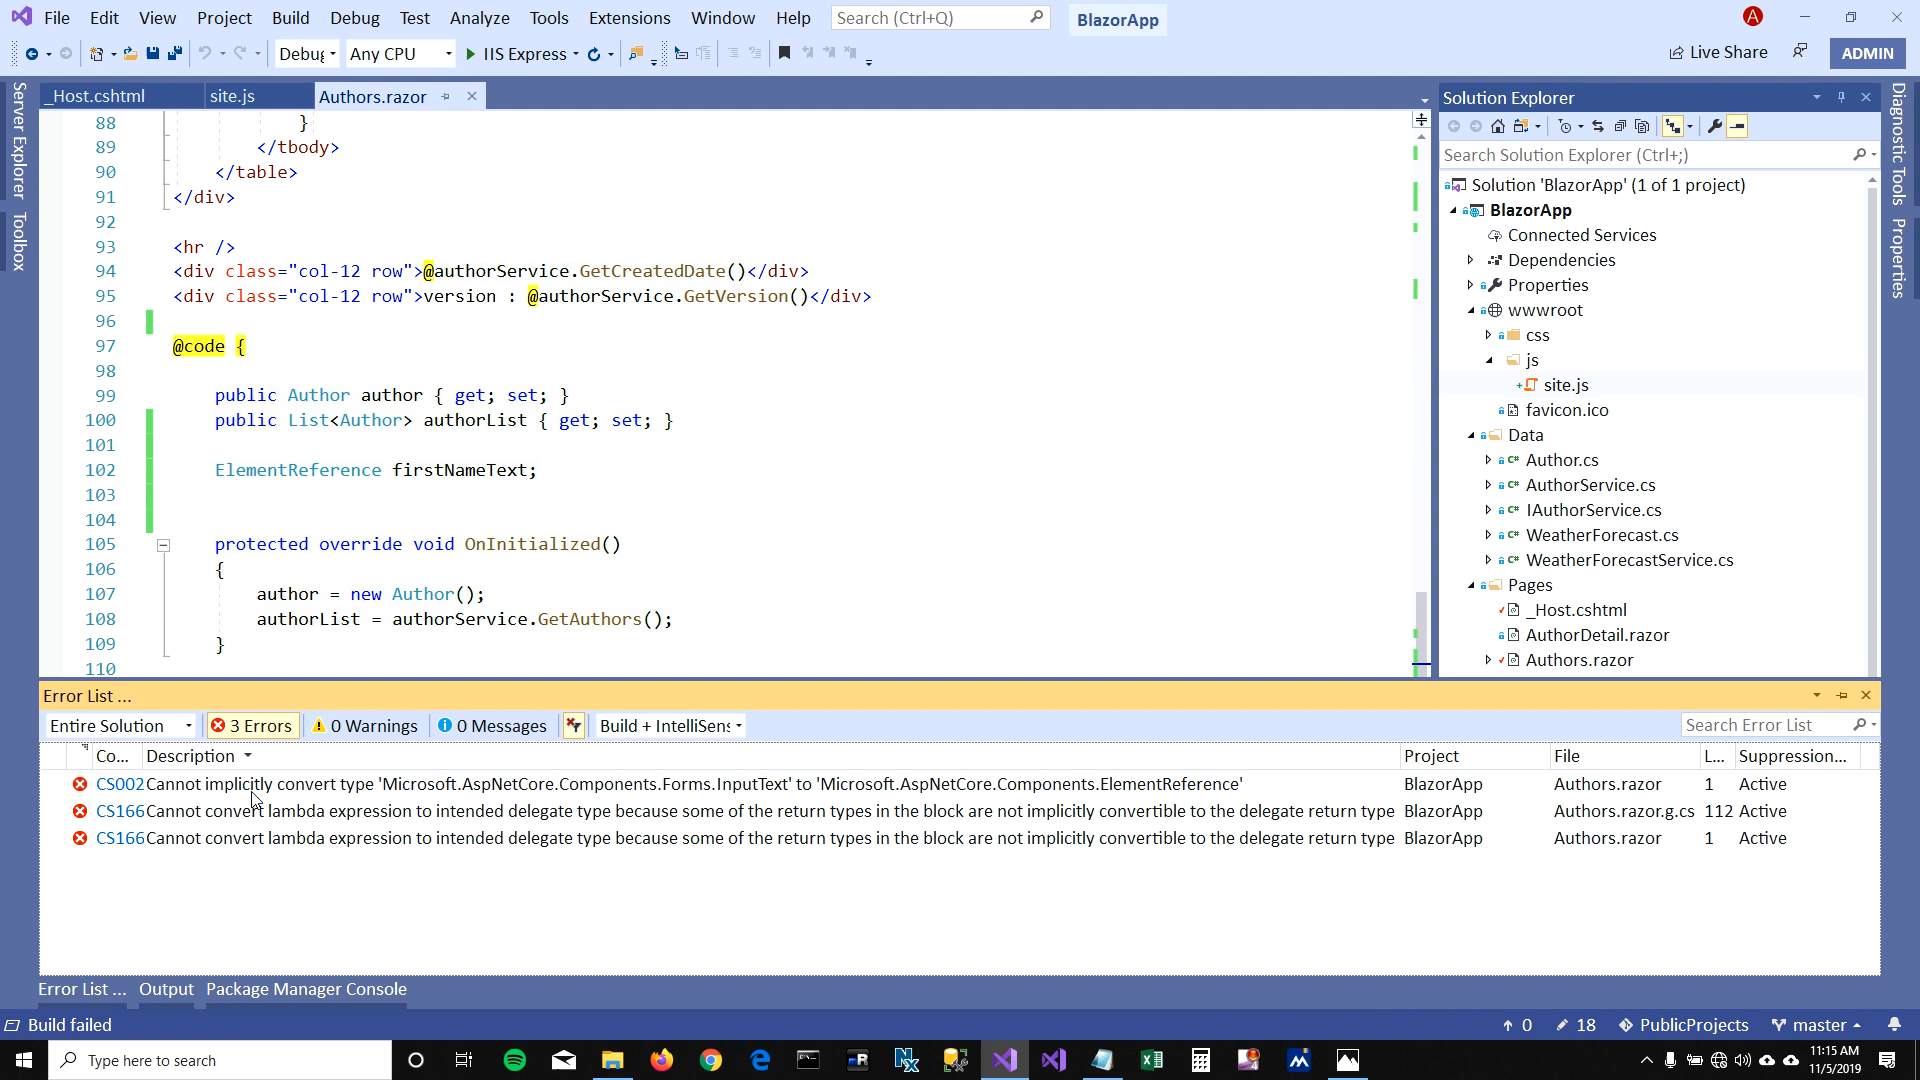 File Edit View Project Build Debug Test Analyze Tools Extensions Window Help Search (Ctrl+Q) BlazorApp A
Debug Any CPU IIS Express Live Share ADMIN
_Host.cshtml site.js Authors.razor
Server Explorer
Toolbox
88 }
89 </tbody>
90 </table>
91 </div>
92
93 <hr />
94 <div class="col-12 row">@authorService.GetCreatedDate()</div>
95 <div class="col-12 row">version : @authorService.GetVersion()</div>
96
97 @code {
98
99 public Author author { get; set; }
100 public List<Author> authorList { get; set; }
101
102 ElementReference firstNameText;
103
104
105 protected override void OnInitialized()
106 {
107 author = new Author();
108 authorList = authorService.GetAuthors();
109 }
110
Solution Explorer
Search Solution Explorer (Ctrl+;)
Solution 'BlazorApp' (1 of 1 project)
BlazorApp
Connected Services
Dependencies
Properties
wwwroot
css
js
site.js
favicon.ico
Data
C# Author.cs
C# AuthorService.cs
C# IAuthorService.cs
C# WeatherForecast.cs
C# WeatherForecastService.cs
Pages
_Host.cshtml
AuthorDetail.razor
Authors.razor
Diagnostic Tools
Properties
Error List ...
Entire Solution 3 Errors 0 Warnings 0 Messages Build + IntelliSens Search Error List
Co... Description Project File L... Suppression...
CS002 Cannot implicitly convert type 'Microsoft.AspNetCore.Components.Forms.InputText' to 'Microsoft.AspNetCore.Components.ElementReference' BlazorApp Authors.razor 1 Active
CS166 Cannot convert lambda expression to intended delegate type because some of the return types in the block are not implicitly convertible to the delegate return type BlazorApp Authors.razor.g.cs 112 Active
CS166 Cannot convert lambda expression to intended delegate type because some of the return types in the block are not implicitly convertible to the delegate return type BlazorApp Authors.razor 1 Active
Error List ... Output Package Manager Console
Build failed 0 18 PublicProjects master
Type here to search 11:15 AM
11/5/2019